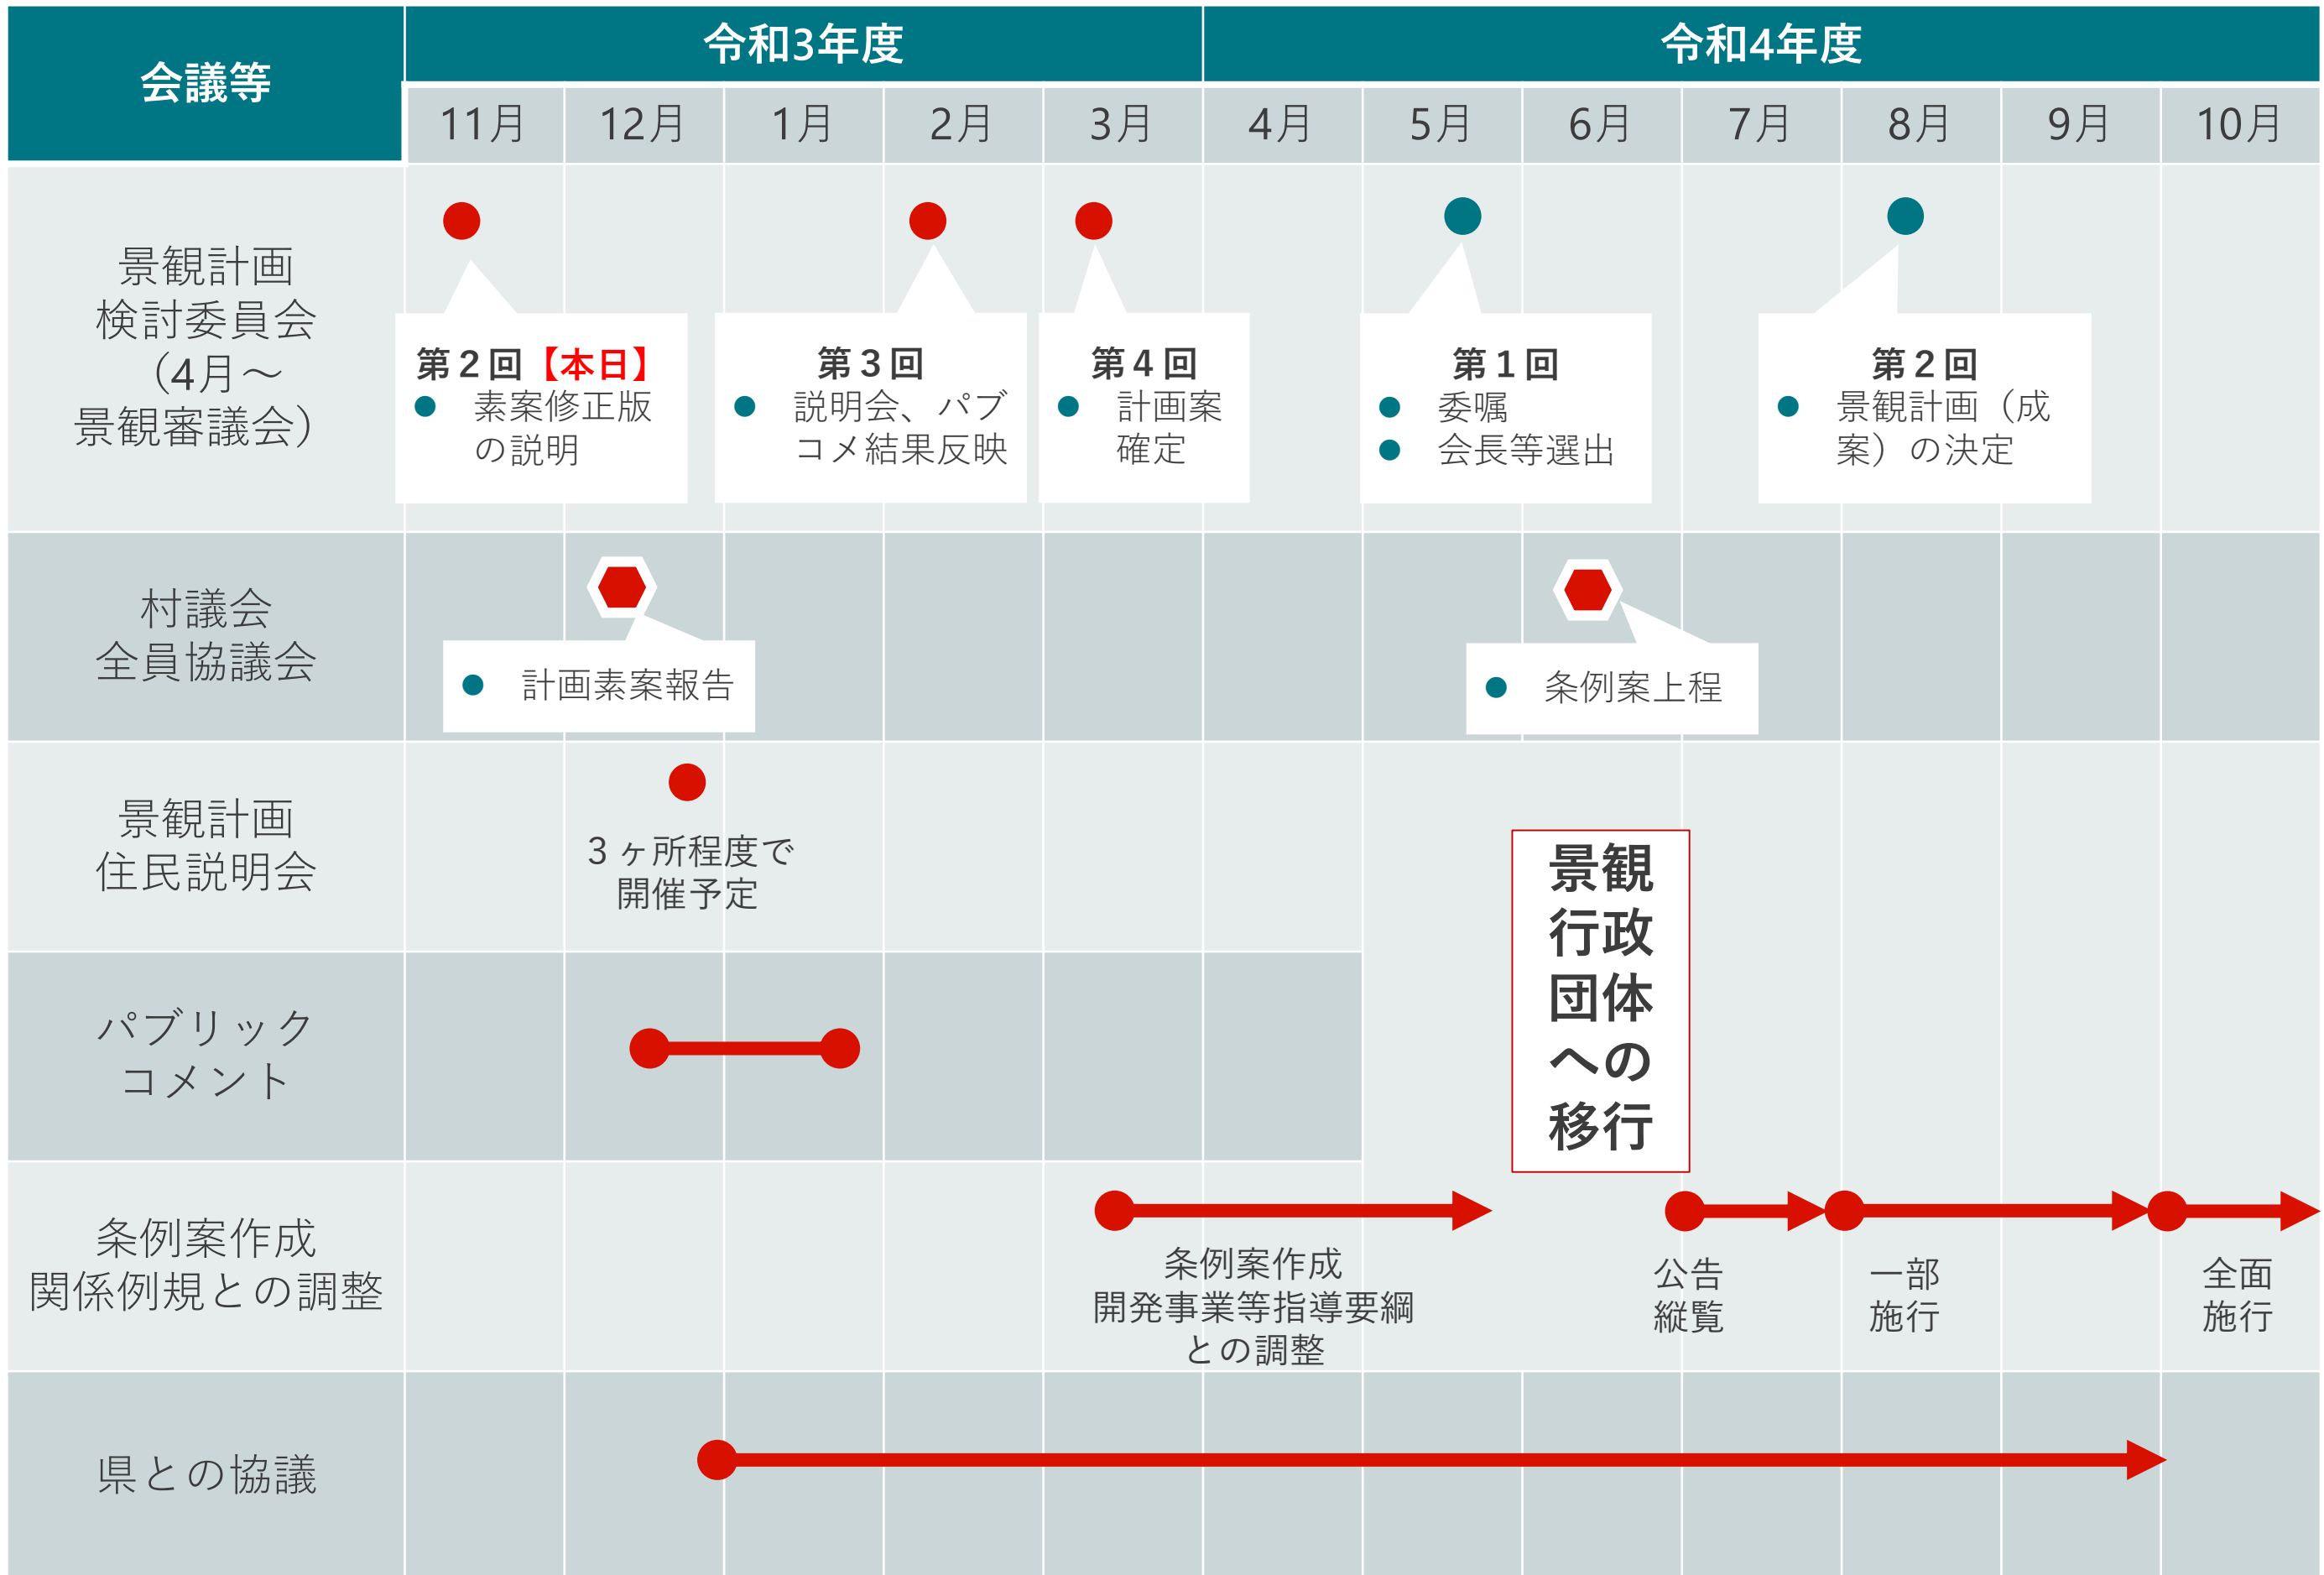 会議等
令和3年度
令和4年度
11月
12月
1月
2月
3月
4月
5月
6月
7月
8月
9月
10月
景観計画
検討委員会
（4月～
景観審議会）
第２回【本日】
● 素案修正版
の説明
第３回
● 説明会、パブ
コメ結果反映
第４回
● 計画案
確定
第１回
● 委嘱
● 会長等選出
第２回
● 景観計画（成
案）の決定
村議会
全員協議会
● 計画素案報告
● 条例案上程
景観計画
住民説明会
３ヶ所程度で
開催予定
景観
行政
団体
への
移行
パブリック
コメント
条例案作成
関係例規との調整
条例案作成
開発事業等指導要綱
との調整
公告
縦覧
一部
施行
全面
施行
県との協議